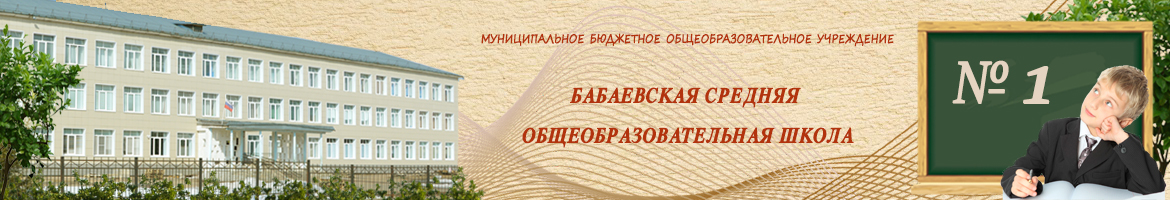 МУНИЦИПАЛЬНОЕ БЮДЖЕТНОЕ ОБЩЕОБРАЗОВАТЕЛЬНОЕ УЧРЕЖДЕНИЕ
БАБАЕВСКАЯ СРЕДНЯЯ
ОБЩЕОБРАЗОВАТЕЛЬНАЯ ШКОЛА
№ 1